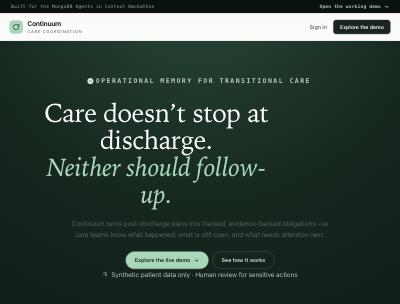 Built for the MongoDB Agents in Context Hackathon
Open the working demo →
Continuum
CARE COORDINATION
Sign in
Explore the demo →
OPERATIONAL MEMORY FOR TRANSITIONAL CARE
Care doesn’t stop at
discharge.
Neither should follow-
up.
Continuum turns post-discharge plans into tracked, evidence-backed obligations—so
care teams know what happened, what is still open, and what needs attention next.
Explore the live demo →
See how it works
Synthetic patient data only · Human review for sensitive actions